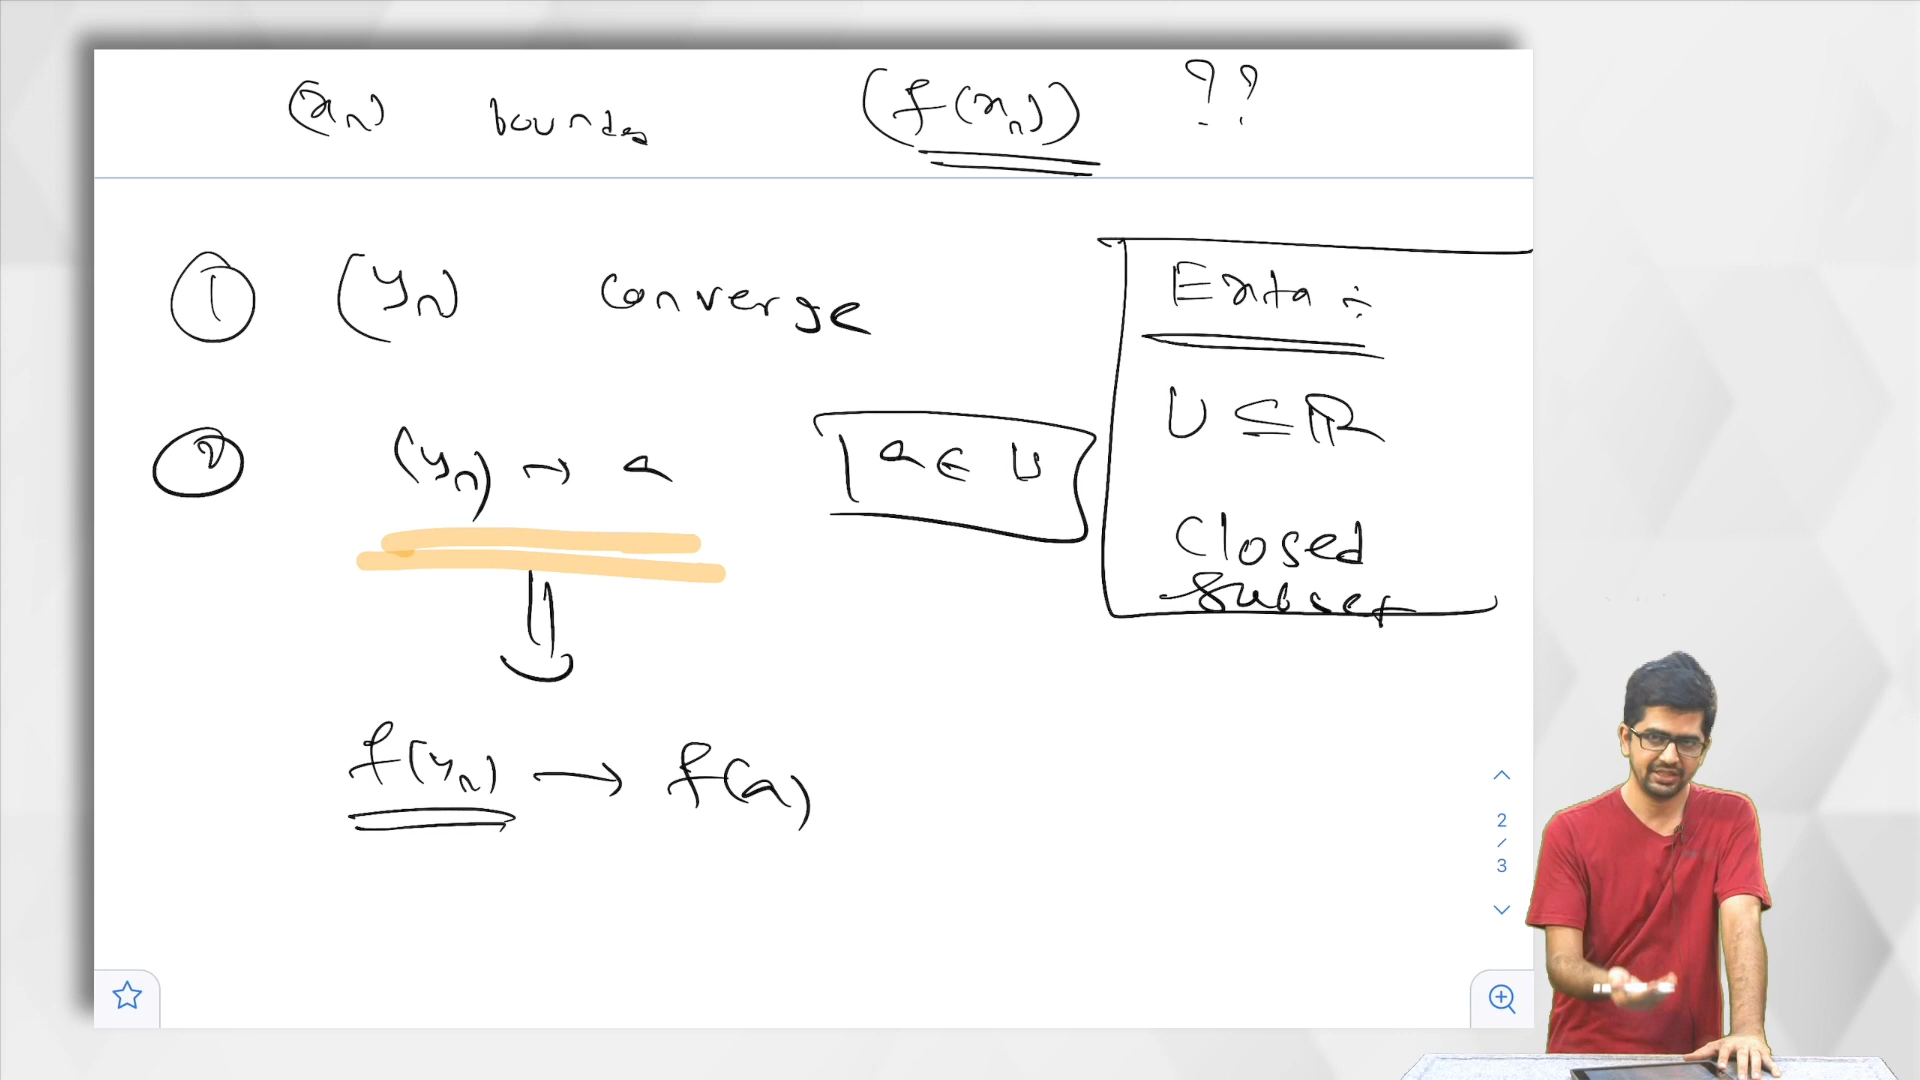 (xn) bounded (f(xn)) ??
① (yn) converge
② (yn) → a a ∈ U
⇓
f(yn) → f(a)
Extra ÷
U ⊆ ℝ
Closed
Subset
2
/
3